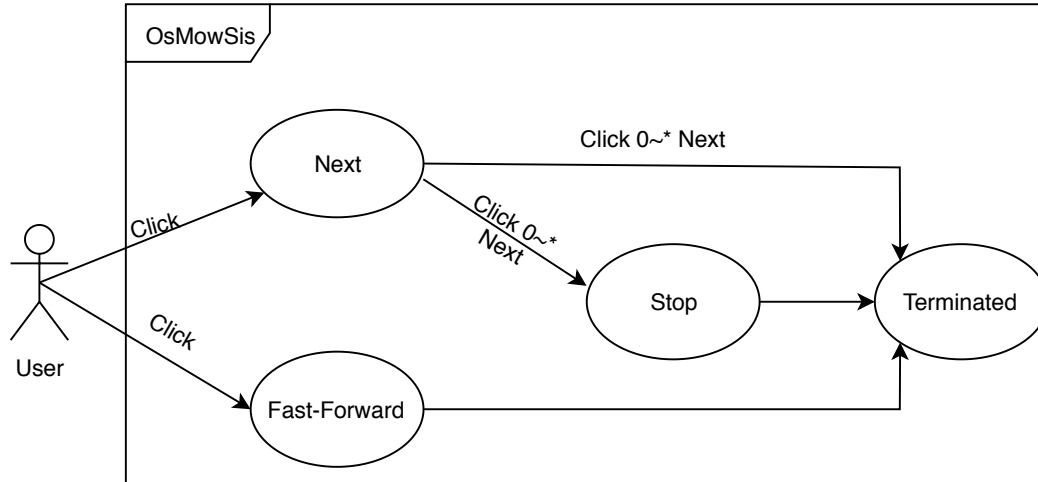 OsMowSis
Click 0~* Next
Next
Click
Click 0~*
Next
Stop
Terminated
Click
User
Fast-Forward